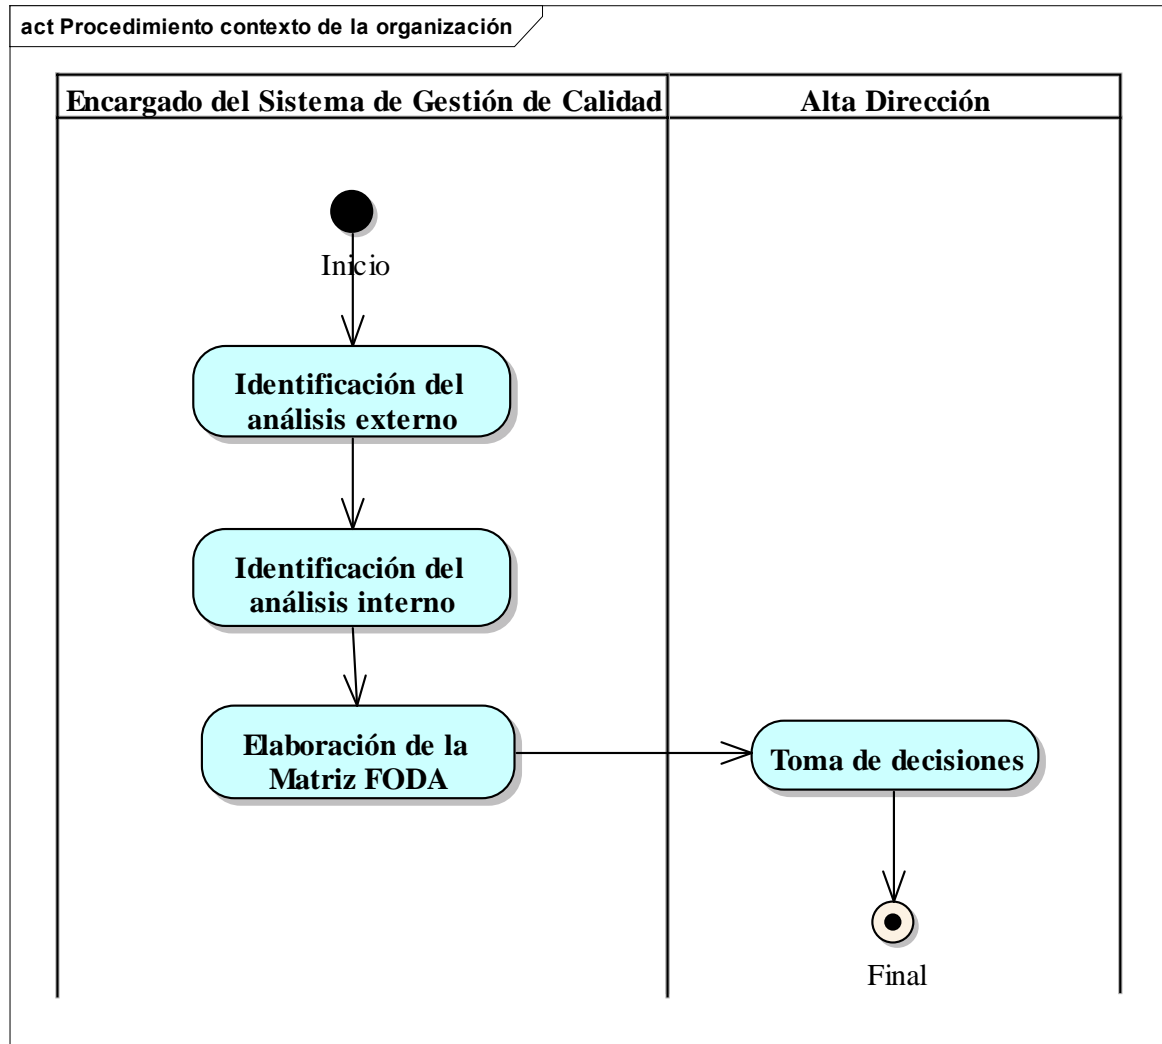 act Procedimiento contexto de la organización
Encargado del Sistema de Gestión de Calidad
Alta Dirección
Inicio
Identificación del
análisis externo
Identificación del
análisis interno
Elaboración de la
Matriz FODA
Toma de decisiones
Final